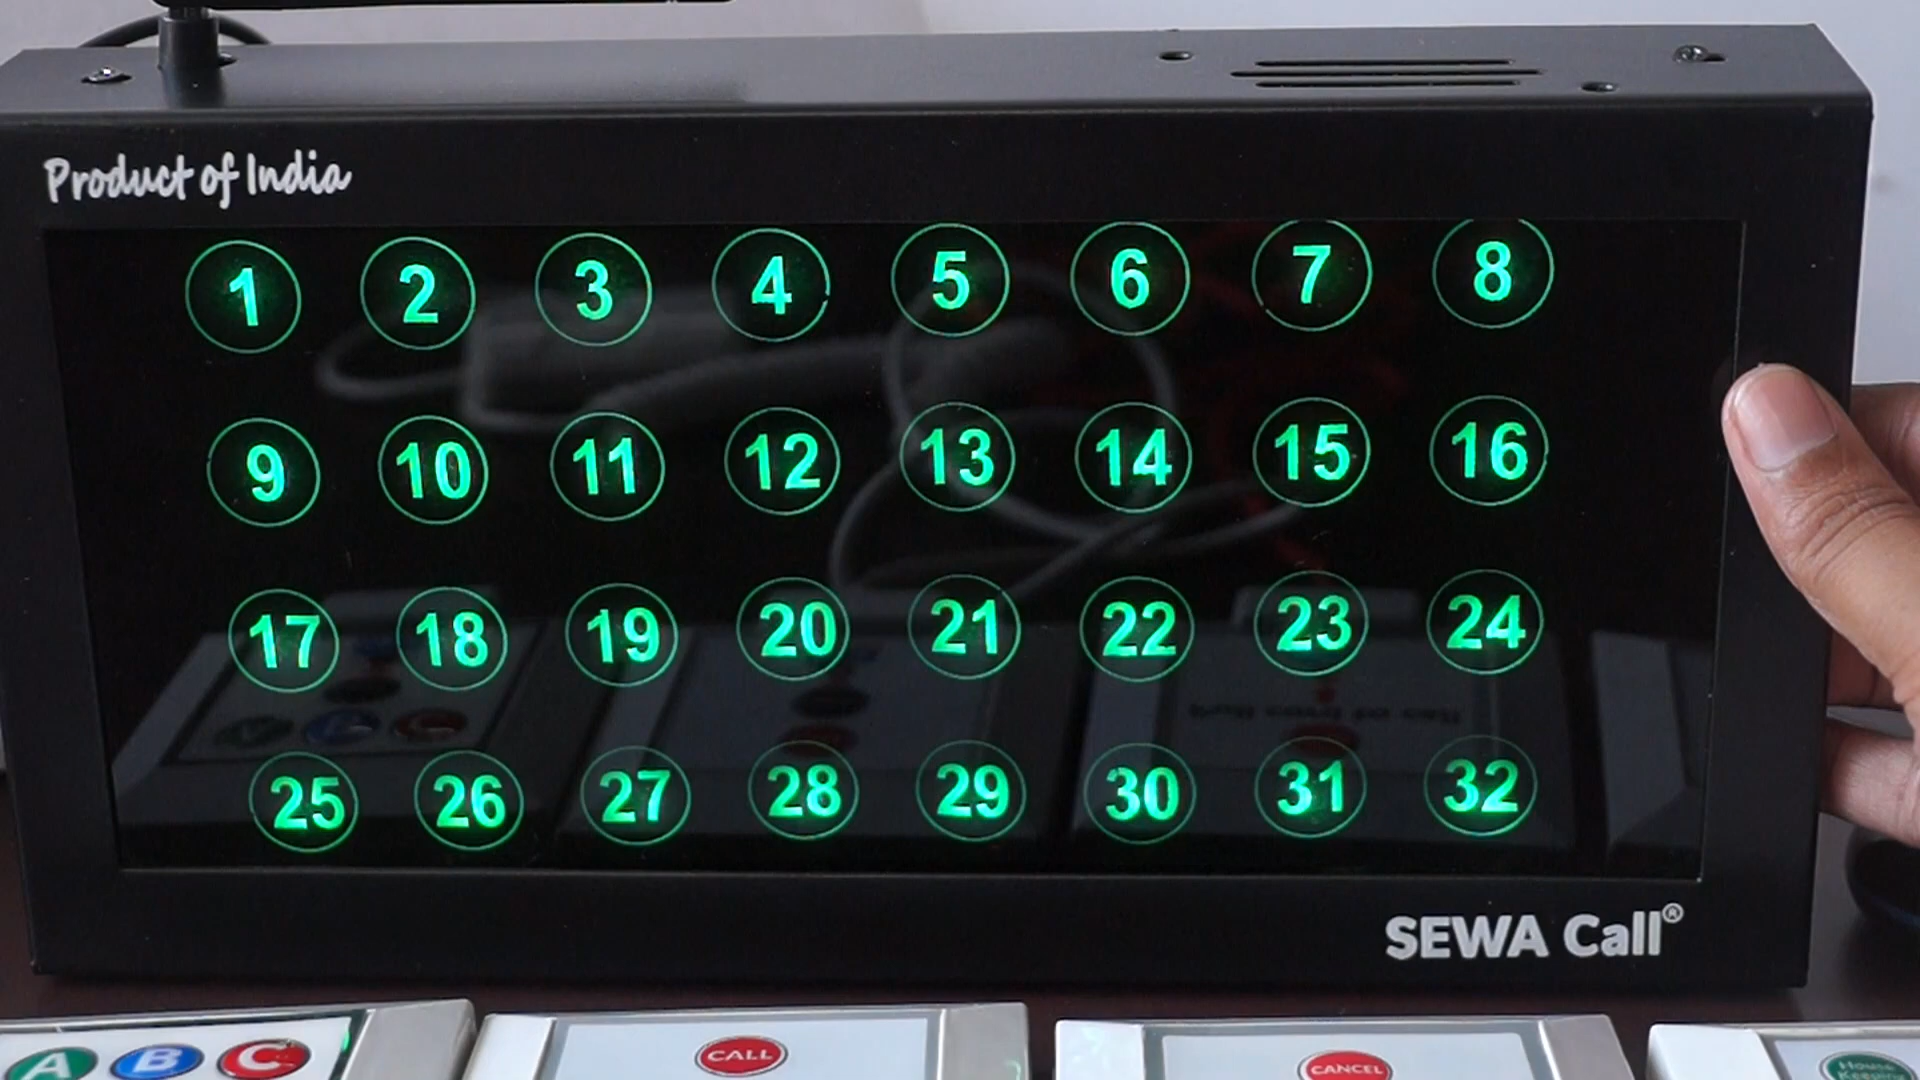 Product of India
1 2 3 4 5 6 7 8
9 10 11 12 13 14 15 16
17 18 19 20 21 22 23 24
25 26 27 28 29 30 31 32
SEWA Call®
A B C
CALL
CANCEL
House
Keeping